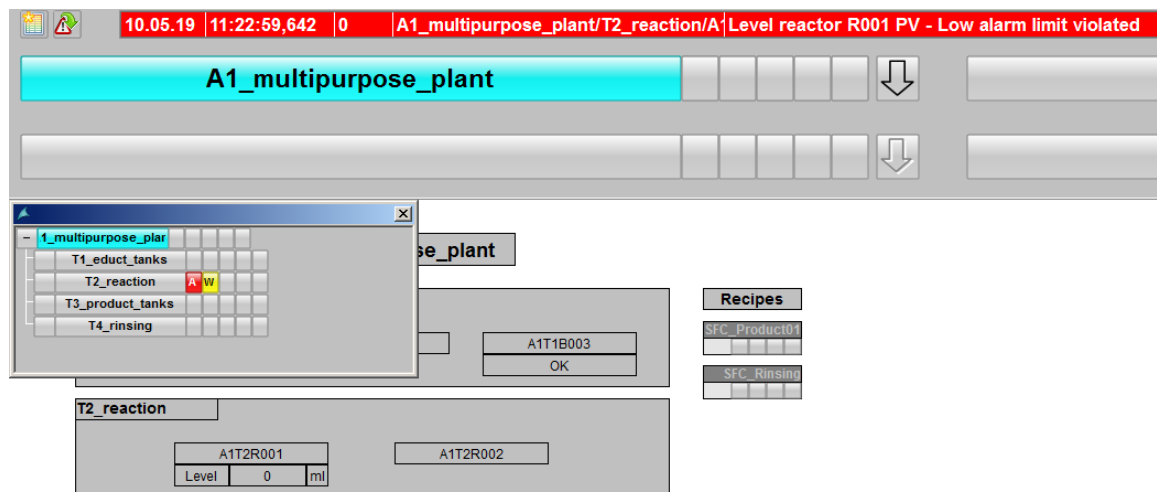 10.05.19 11:22:59,642 0 A1_multipurpose_plant/T2_reaction/A Level reactor R001 PV - Low alarm limit violated
A1_multipurpose_plant
1_multipurpose_plar
T1_educt_tanks
T2_reaction A W
T3_product_tanks
T4_rinsing
se_plant
A1T1B003
OK
Recipes
SFC_Product01
SFC_Rinsing
T2_reaction
A1T2R001
Level 0 ml
A1T2R002